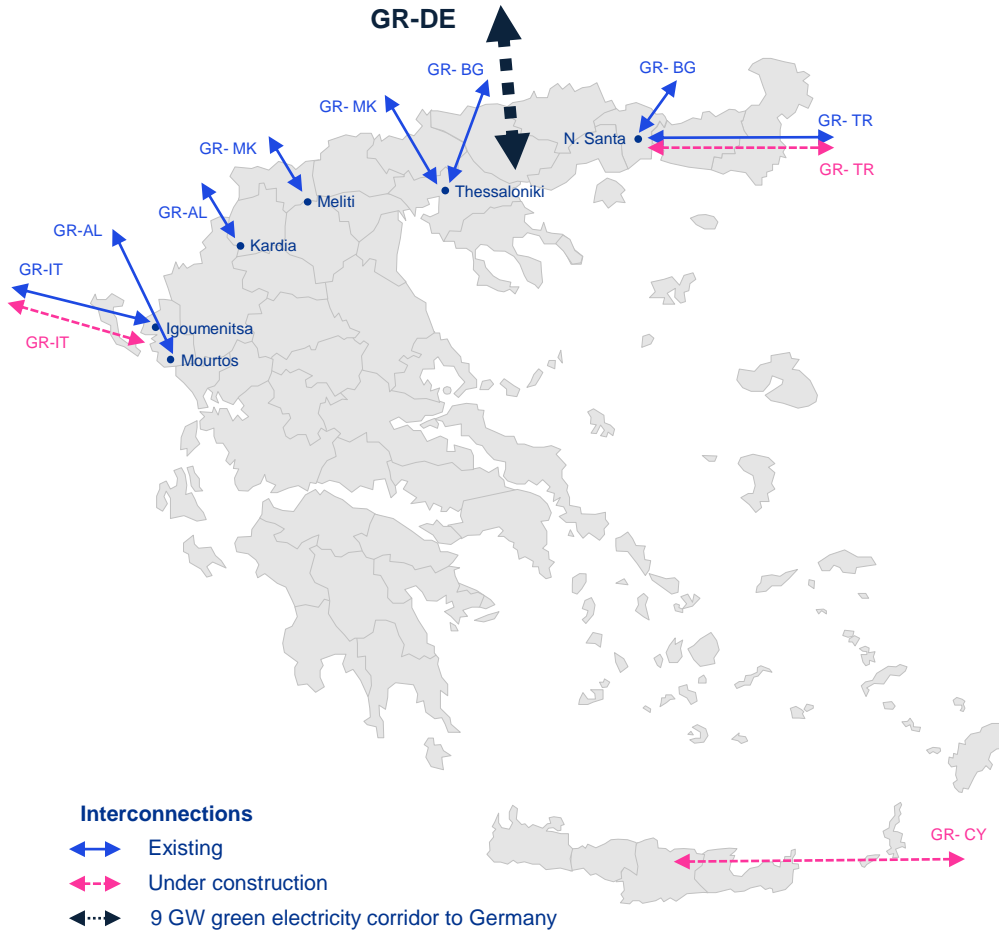 GR-DE
GR- BG
GR- BG
GR- MK
GR- TR
N. Santa
GR- MK
GR- TR
Thessaloniki
Meliti
GR-AL
GR-AL
Kardia
GR-IT
Igoumenitsa
GR-IT
Mourtos
Interconnections
GR- CY
Existing
Under construction
9 GW green electricity corridor to Germany